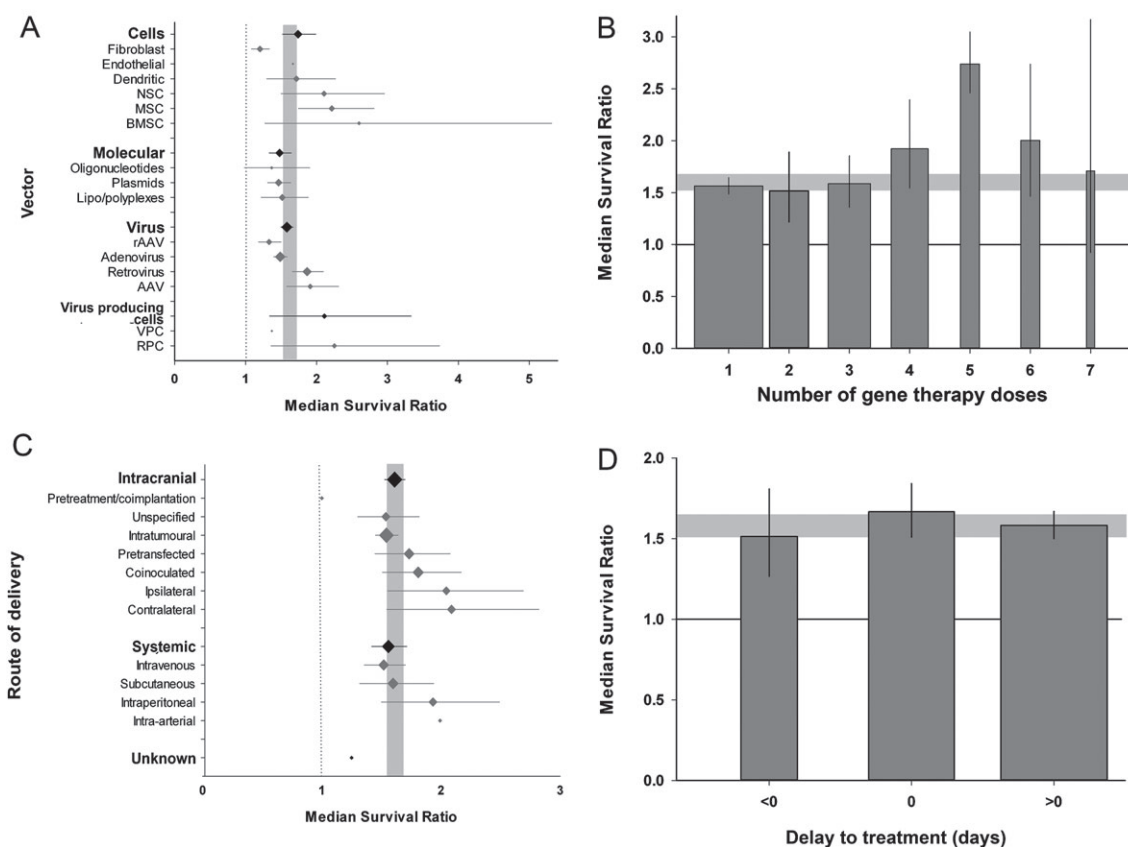 A
Vector
Cells
Fibroblast
Endothelial
Dendritic
NSC
MSC
BMSC
Molecular
Oligonucleotides
Plasmids
Lipo/polyplexes
Virus
rAAV
Adenovirus
Retrovirus
AAV
Virus producing
cells
VPC
RPC
0 1 2 3 4 5
Median Survival Ratio
B
Median Survival Ratio
3.0
2.5
2.0
1.5
1.0
0.5
0.0
1 2 3 4 5 6 7
Number of gene therapy doses
C
Route of delivery
Intracranial
Pretreatment/coimplantation
Unspecified
Intratumoural
Pretransfected
Coinoculated
Ipsilateral
Contralateral
Systemic
Intravenous
Subcutaneous
Intraperitoneal
Intra-arterial
Unknown
0 1 2 3
Median Survival Ratio
D
Median Survival Ratio
2.0
1.5
1.0
0.5
0.0
<0 0 >0
Delay to treatment (days)